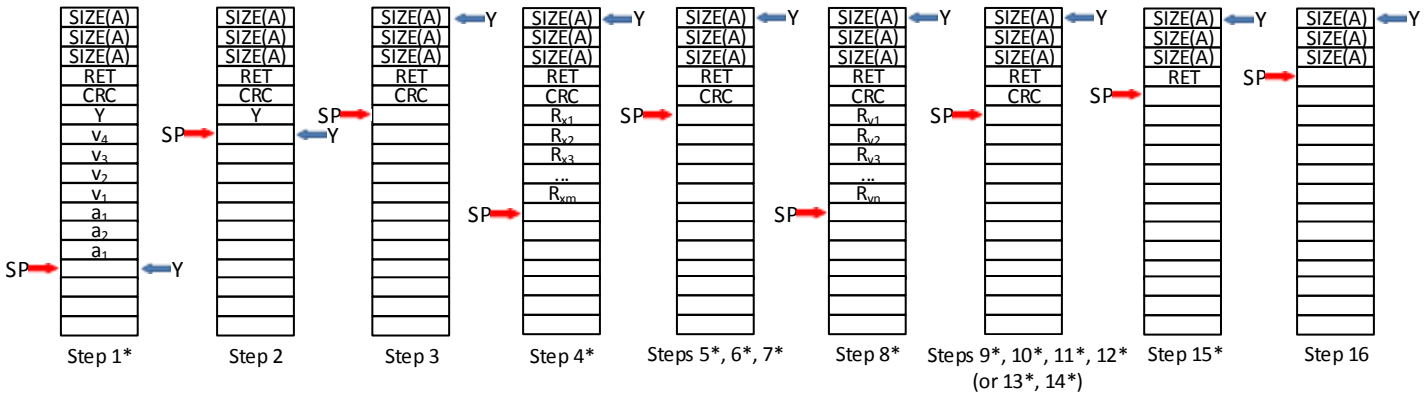 SIZE(A)
SIZE(A)
SIZE(A)
RET
CRC
Y
v₄
v₃
v₂
v₁
a₁
a₂
a₁
SP
Y
Step 1*
SIZE(A)
SIZE(A)
SIZE(A)
RET
CRC
Y
SP
Y
Step 2
SIZE(A)
Y
SIZE(A)
SIZE(A)
RET
CRC
SP
Step 3
SIZE(A)
Y
SIZE(A)
SIZE(A)
RET
CRC
Rx1
Rx2
Rx3
...
Rxm
SP
Step 4*
SIZE(A)
Y
SIZE(A)
SIZE(A)
RET
CRC
SP
Steps 5*, 6*, 7*
SIZE(A)
Y
SIZE(A)
SIZE(A)
RET
CRC
Ry1
Ry2
Ry3
...
Ryn
SP
Step 8*
SIZE(A)
Y
SIZE(A)
SIZE(A)
RET
CRC
SP
Steps 9*, 10*, 11*, 12*
(or 13*, 14*)
SIZE(A)
Y
SIZE(A)
SIZE(A)
RET
SP
Step 15*
SIZE(A)
Y
SIZE(A)
SIZE(A)
SP
Step 16